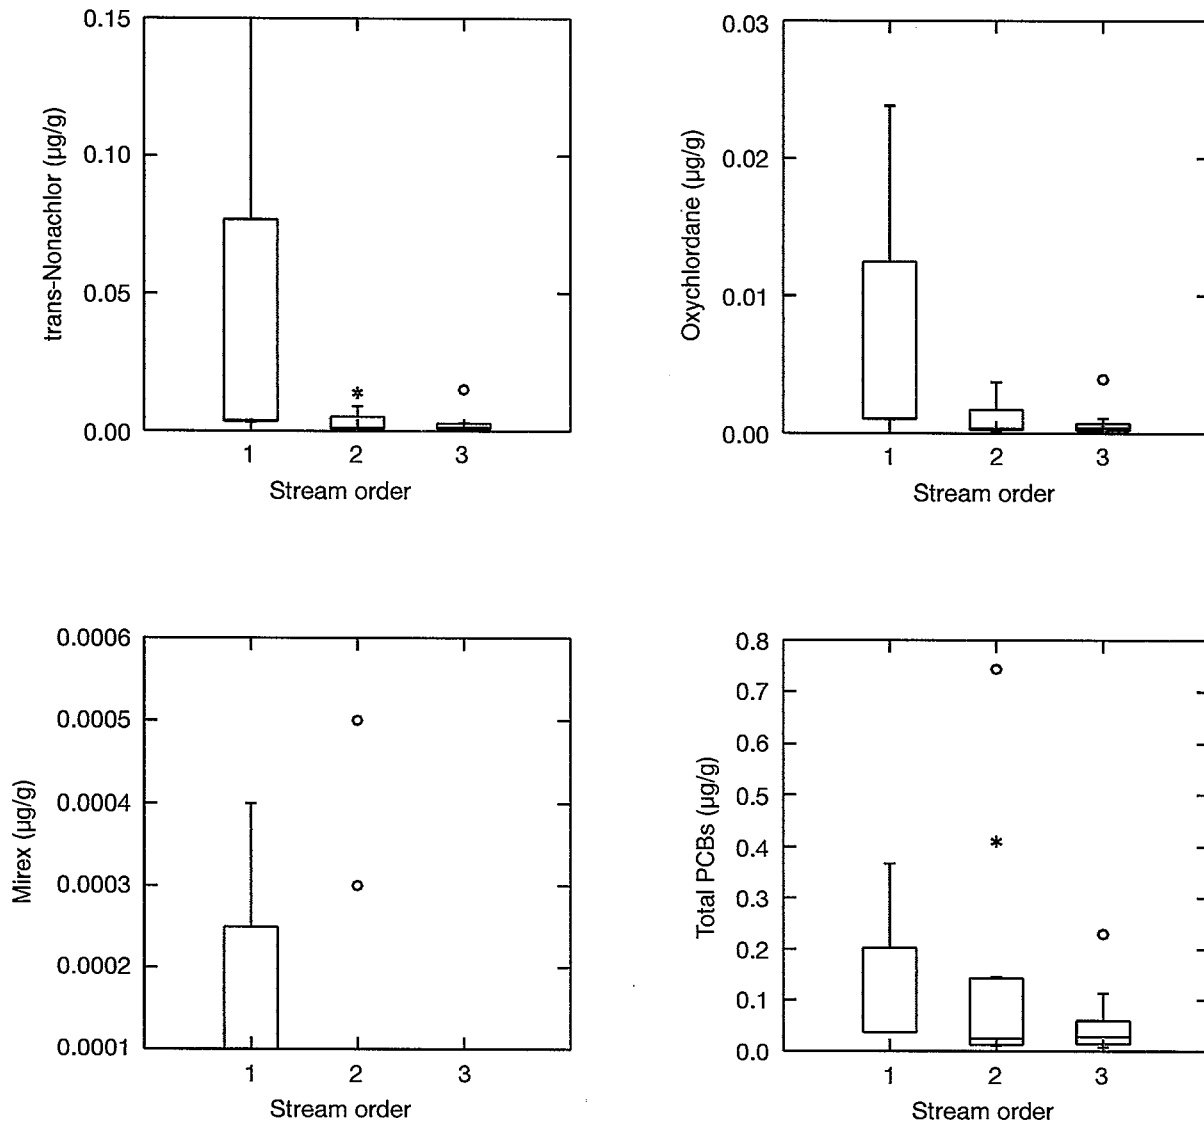 trans-Nonachlor (µg/g)
0.15
0.10
0.05
0.00
1 2 3
Stream order
Oxychlordane (µg/g)
0.03
0.02
0.01
0.00
1 2 3
Stream order
Mirex (µg/g)
0.0006
0.0005
0.0004
0.0003
0.0002
0.0001
1 2 3
Stream order
Total PCBs (µg/g)
0.8
0.7
0.6
0.5
0.4
0.3
0.2
0.1
0.0
1 2 3
Stream order